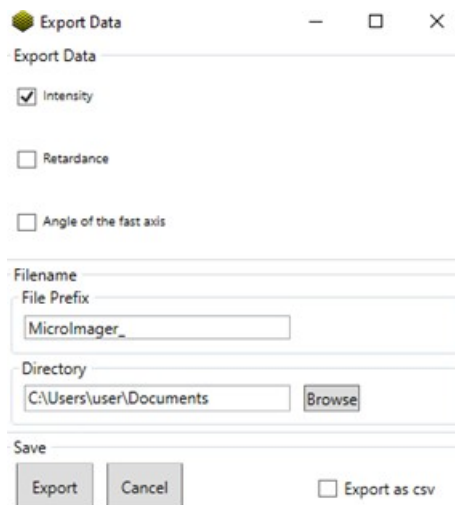 Export Data
Export Data
Intensity
Retardance
Angle of the fast axis
Filename
File Prefix
MicroImager_
Directory
C:\Users\user\Documents Browse
Save
Export Cancel Export as csv